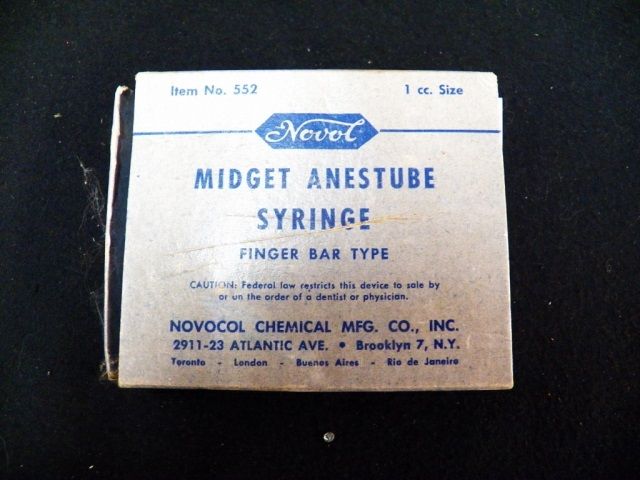 Item No. 552 1 cc. Size
Novol
MIDGET ANESTUBE
SYRINGE
FINGER BAR TYPE
CAUTION: Federal law restricts this device to sale by
or on the order of a dentist or physician.
NOVOCOL CHEMICAL MFG. CO., INC.
2911-23 ATLANTIC AVE. • Brooklyn 7, N.Y.
Toronto - London - Buenos Aires - Rio de Janeiro